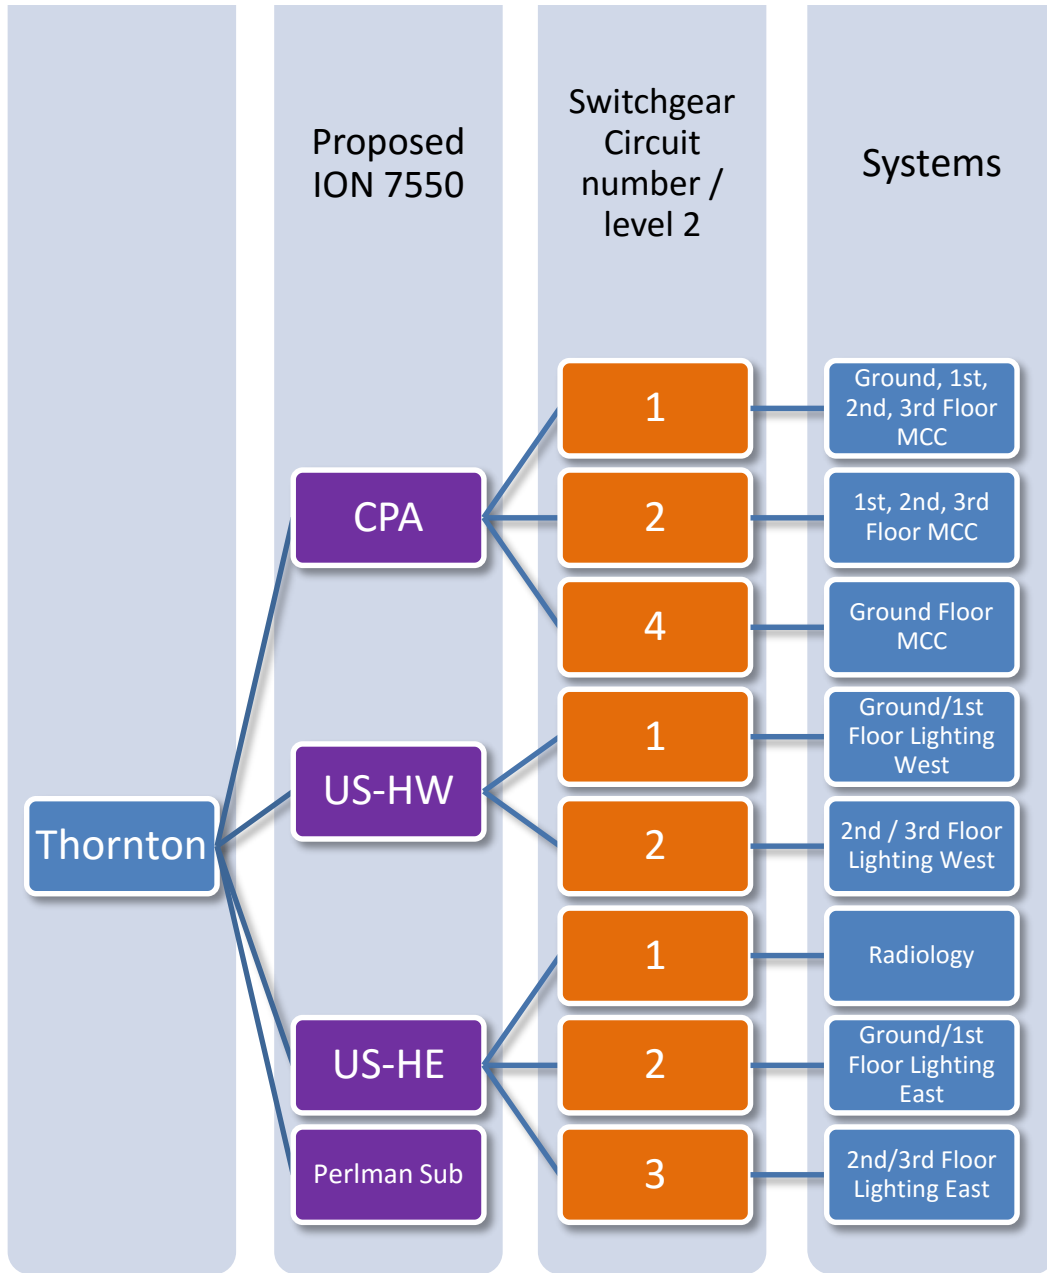 Proposed
ION 7550
Switchgear
Circuit
number /
level 2
Systems
Thornton
CPA
1
Ground, 1st,
2nd, 3rd Floor
MCC
2
1st, 2nd, 3rd
Floor MCC
4
Ground Floor
MCC
US-HW
1
Ground/1st
Floor Lighting
West
2
2nd / 3rd Floor
Lighting West
US-HE
1
Radiology
2
Ground/1st
Floor Lighting
East
3
2nd/3rd Floor
Lighting East
Perlman Sub